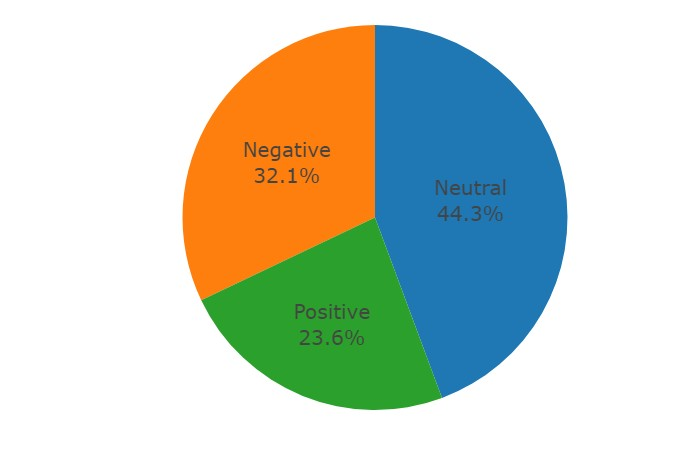 Negative
32.1%
Neutral
44.3%
Positive
23.6%